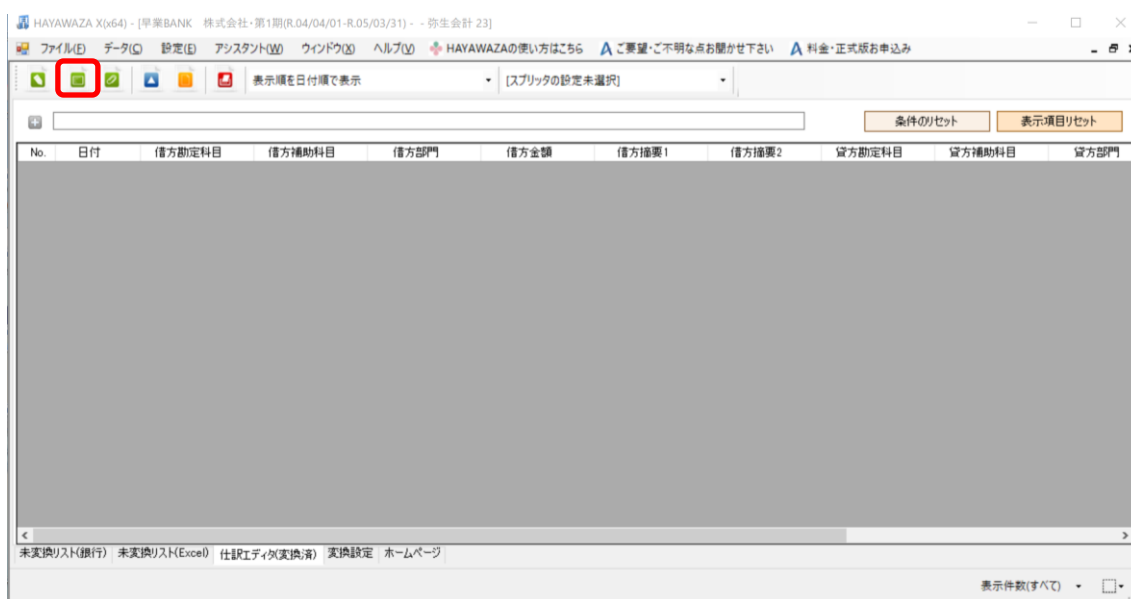 HAYAWAZA X(x64) - [早業BANK　株式会社・第1期(R.04/04/01-R.05/03/31) - - 弥生会計 23]
ファイル(F) データ(C) 設定(E) アシスタント(W) ウィンドウ(X) ヘルプ(V) HAYAWAZAの使い方はこちら ご要望・ご不明な点お聞かせ下さい 料金・正式版お申込み
表示順を日付順で表示 [スプリッタの設定未選択]
条件のリセット 表示項目リセット
No. 日付 借方勘定科目 借方補助科目 借方部門 借方金額 借方摘要1 借方摘要2 貸方勘定科目 貸方補助科目 貸方部門
未変換リスト(銀行) 未変換リスト(Excel) 仕訳エディタ(変換済) 変換設定 ホームページ
表示件数(すべて)